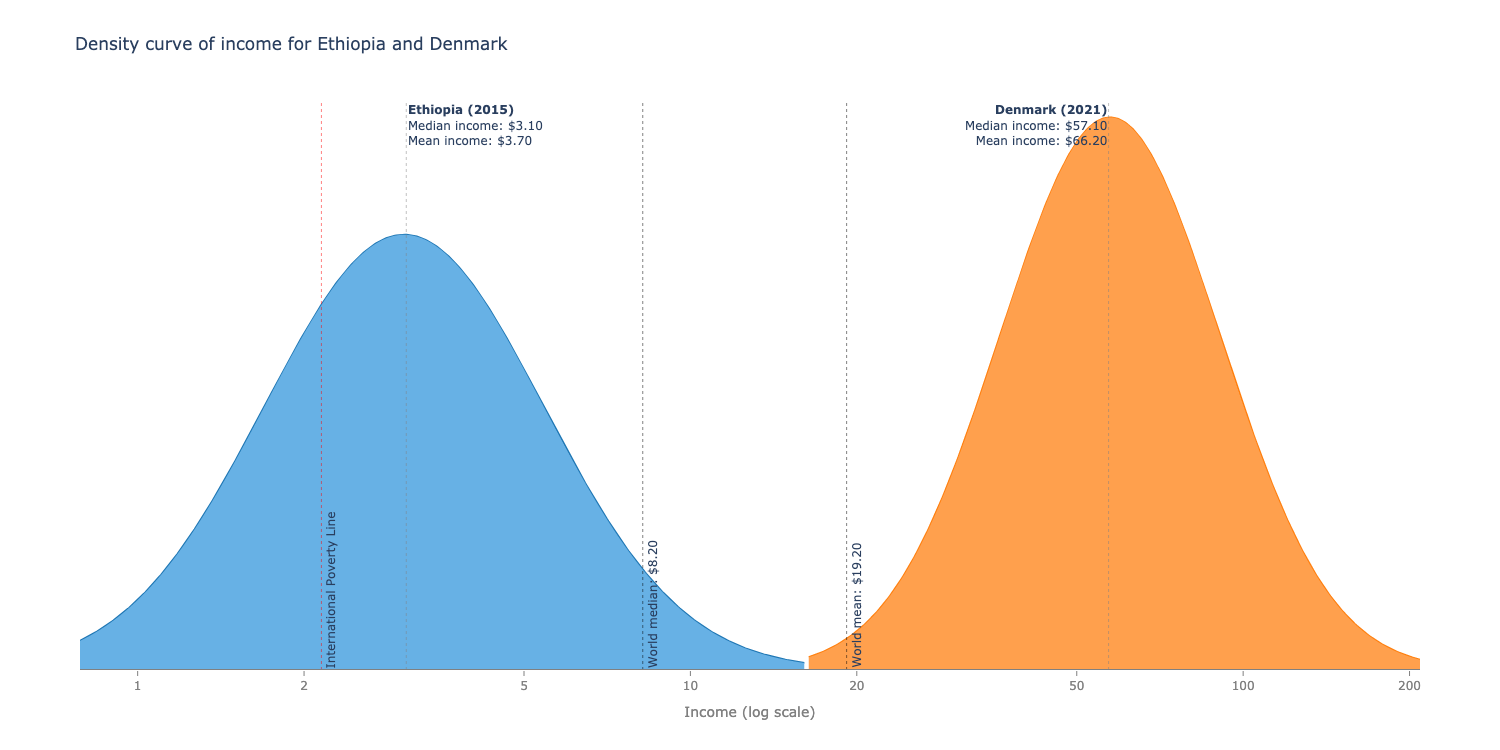 Density curve of income for Ethiopia and Denmark
Ethiopia (2015)
Median income: $3.10
Mean income: $3.70
Denmark (2021)
Median income: $57.10
Mean income: $66.20
International Poverty Line
World median: $8.20
World mean: $19.20
1 2 5 10 20 50 100 200
Income (log scale)